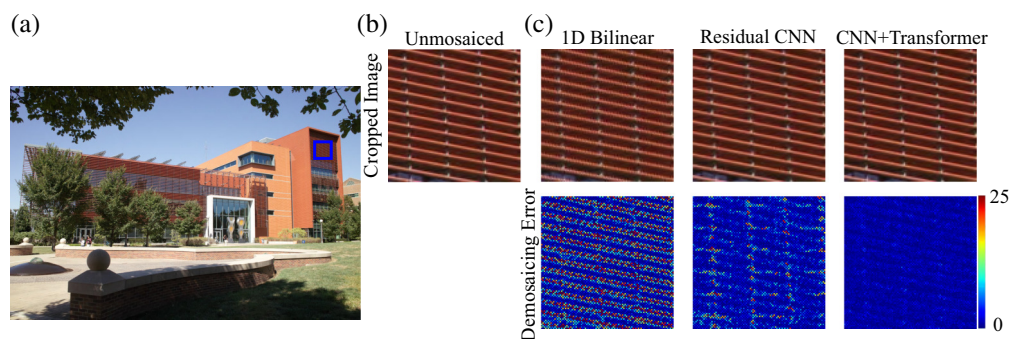 (a)
(b)
(c)
Unmosaiced
1D Bilinear
Residual CNN
CNN+Transformer
Cropped Image
Demosaicing Error
25
0